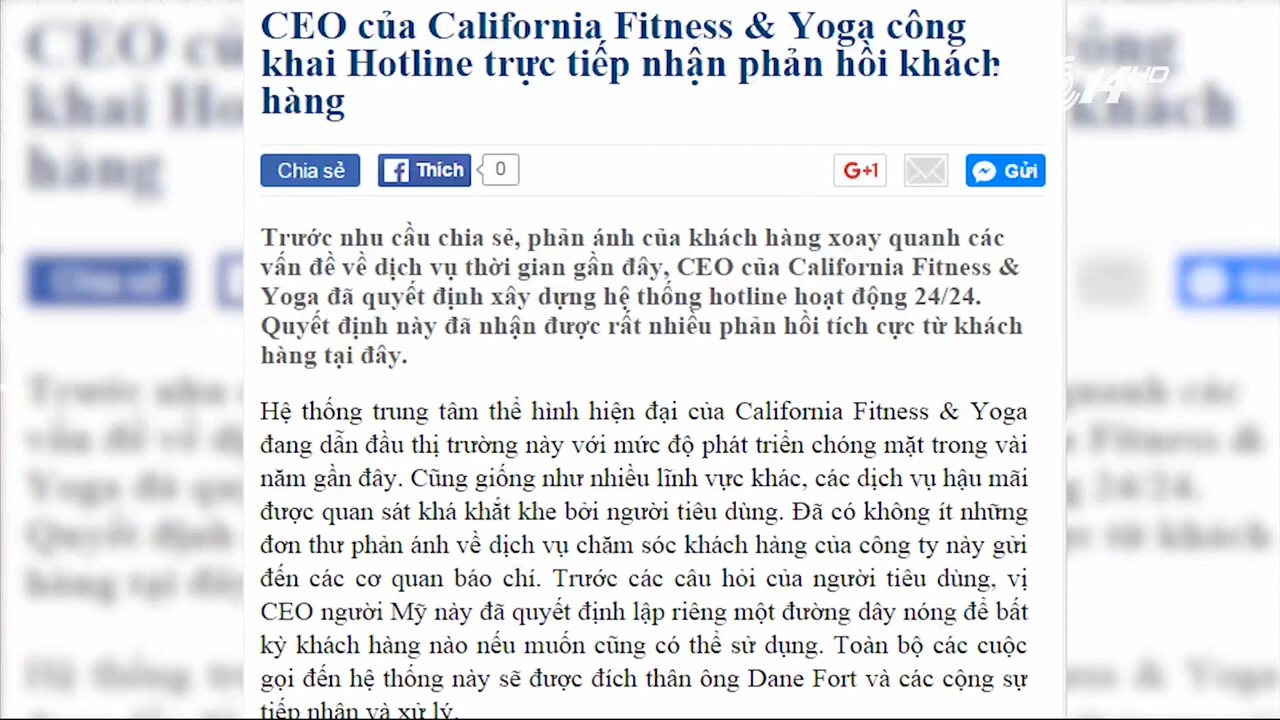 CEO của California Fitness & Yoga công
khai Hotline trực tiếp nhận phản hồi khách
hàng
14 HD
Chia sẻ
Thích
0
G+1
Gửi
Trước nhu cầu chia sẻ, phản ánh của khách hàng xoay quanh các
vấn đề về dịch vụ thời gian gần đây, CEO của California Fitness &
Yoga đã quyết định xây dựng hệ thống hotline hoạt động 24/24.
Quyết định này đã nhận được rất nhiều phản hồi tích cực từ khách
hàng tại đây.
Hệ thống trung tâm thể hình hiện đại của California Fitness & Yoga
đang dẫn đầu thị trường này với mức độ phát triển chóng mặt trong vài
năm gần đây. Cũng giống như nhiều lĩnh vực khác, các dịch vụ hậu mãi
được quan sát khá khắt khe bởi người tiêu dùng. Đã có không ít những
đơn thư phản ánh về dịch vụ chăm sóc khách hàng của công ty này gửi
đến các cơ quan báo chí. Trước các câu hỏi của người tiêu dùng, vị
CEO người Mỹ này đã quyết định lập riêng một đường dây nóng để bất
kỳ khách hàng nào nếu muốn cũng có thể sử dụng. Toàn bộ các cuộc
gọi đến hệ thống này sẽ được đích thân ông Dane Fort và các cộng sự
tiếp nhận và xử lý.